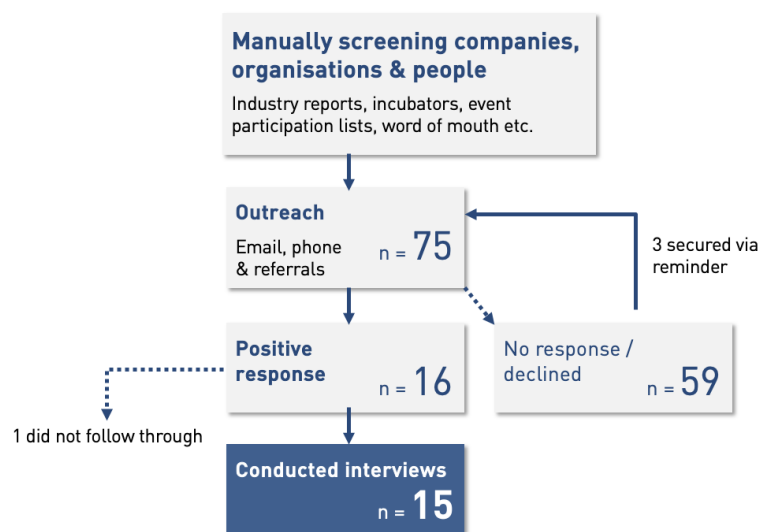 Manually screening companies,
organisations & people
Industry reports, incubators, event
participation lists, word of mouth etc.
Outreach
Email, phone
& referrals
n = 75
3 secured via
reminder
Positive
response
n = 16
No response /
declined
n = 59
1 did not follow through
Conducted interviews
n = 15